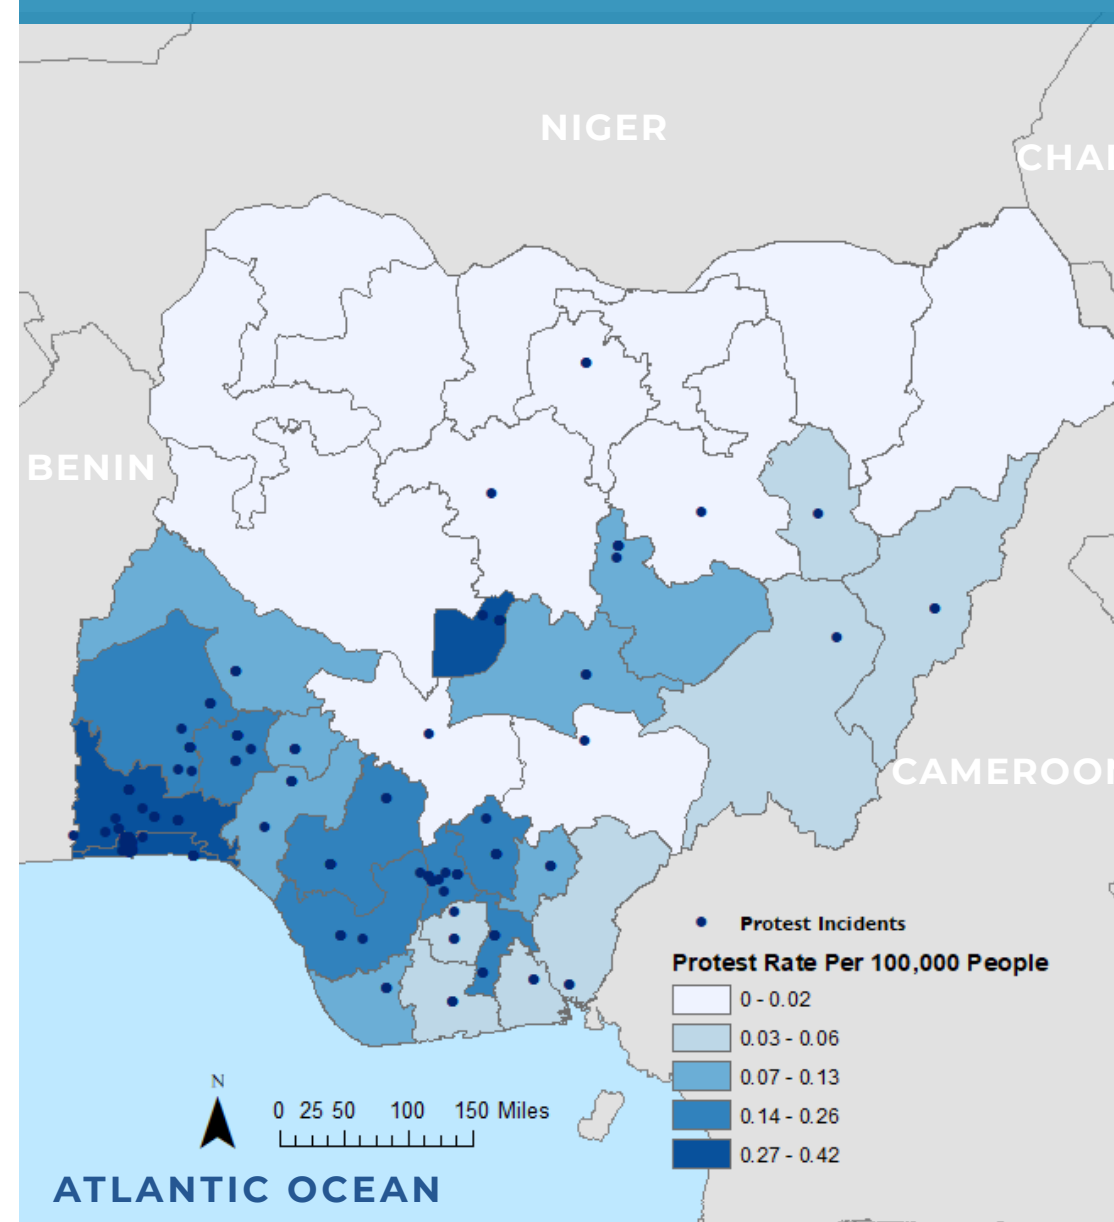 NIGER
CHAI
BENIN
CAMEROON
Protest Incidents
Protest Rate Per 100,000 People
0 - 0.02
0.03 - 0.06
0.07 - 0.13
0.14 - 0.26
0.27 - 0.42
N
0 25 50 100 150 Miles
ATLANTIC OCEAN